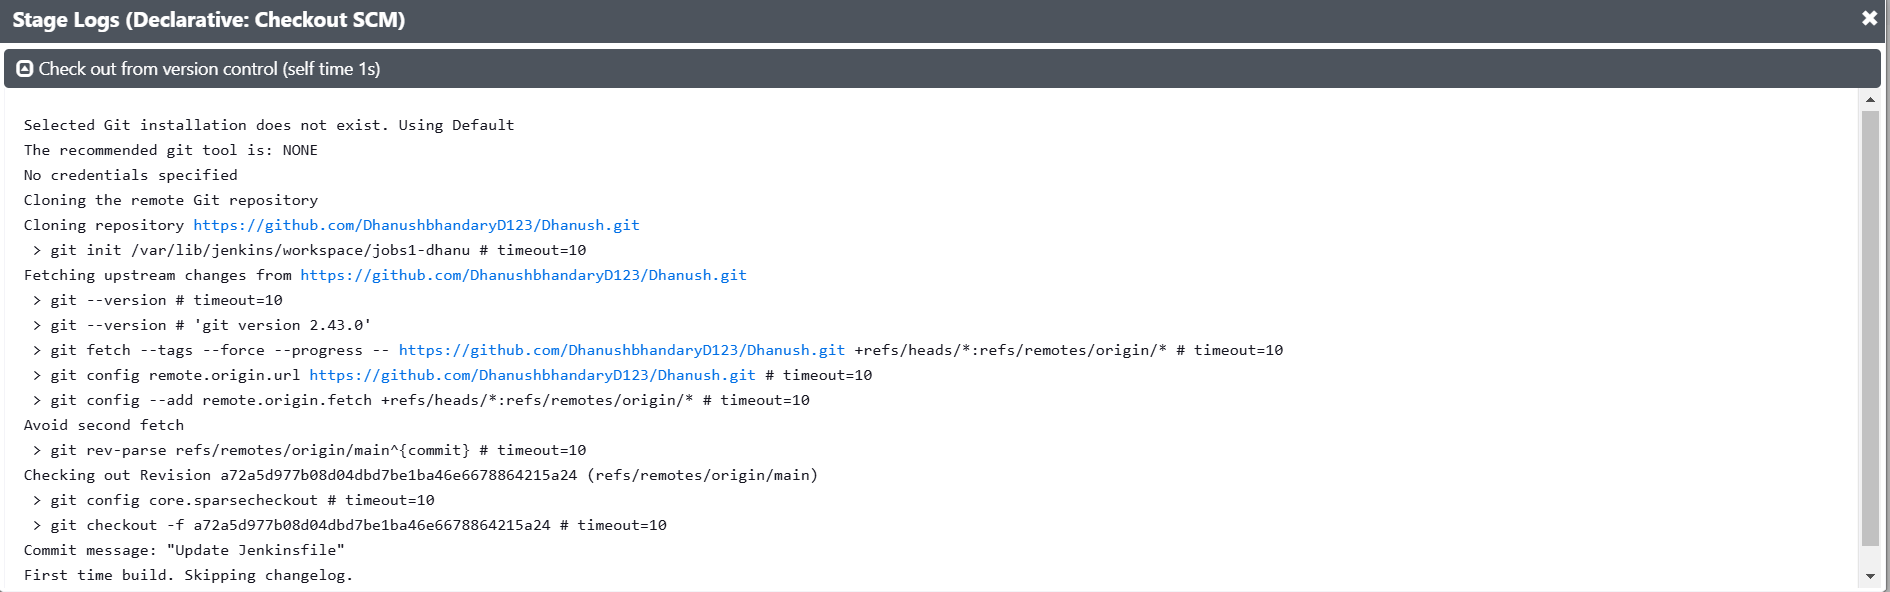 Stage Logs (Declarative: Checkout SCM)
Check out from version control (self time 1s)
Selected Git installation does not exist. Using Default
The recommended git tool is: NONE
No credentials specified
Cloning the remote Git repository
Cloning repository https://github.com/DhanushbhandaryD123/Dhanush.git
 > git init /var/lib/jenkins/workspace/jobs1-dhanu # timeout=10
Fetching upstream changes from https://github.com/DhanushbhandaryD123/Dhanush.git
 > git --version # timeout=10
 > git --version # 'git version 2.43.0'
 > git fetch --tags --force --progress -- https://github.com/DhanushbhandaryD123/Dhanush.git +refs/heads/*:refs/remotes/origin/* # timeout=10
 > git config remote.origin.url https://github.com/DhanushbhandaryD123/Dhanush.git # timeout=10
 > git config --add remote.origin.fetch +refs/heads/*:refs/remotes/origin/* # timeout=10
Avoid second fetch
 > git rev-parse refs/remotes/origin/main^{commit} # timeout=10
Checking out Revision a72a5d977b08d04dbd7be1ba46e6678864215a24 (refs/remotes/origin/main)
 > git config core.sparsecheckout # timeout=10
 > git checkout -f a72a5d977b08d04dbd7be1ba46e6678864215a24 # timeout=10
Commit message: "Update Jenkinsfile"
First time build. Skipping changelog.